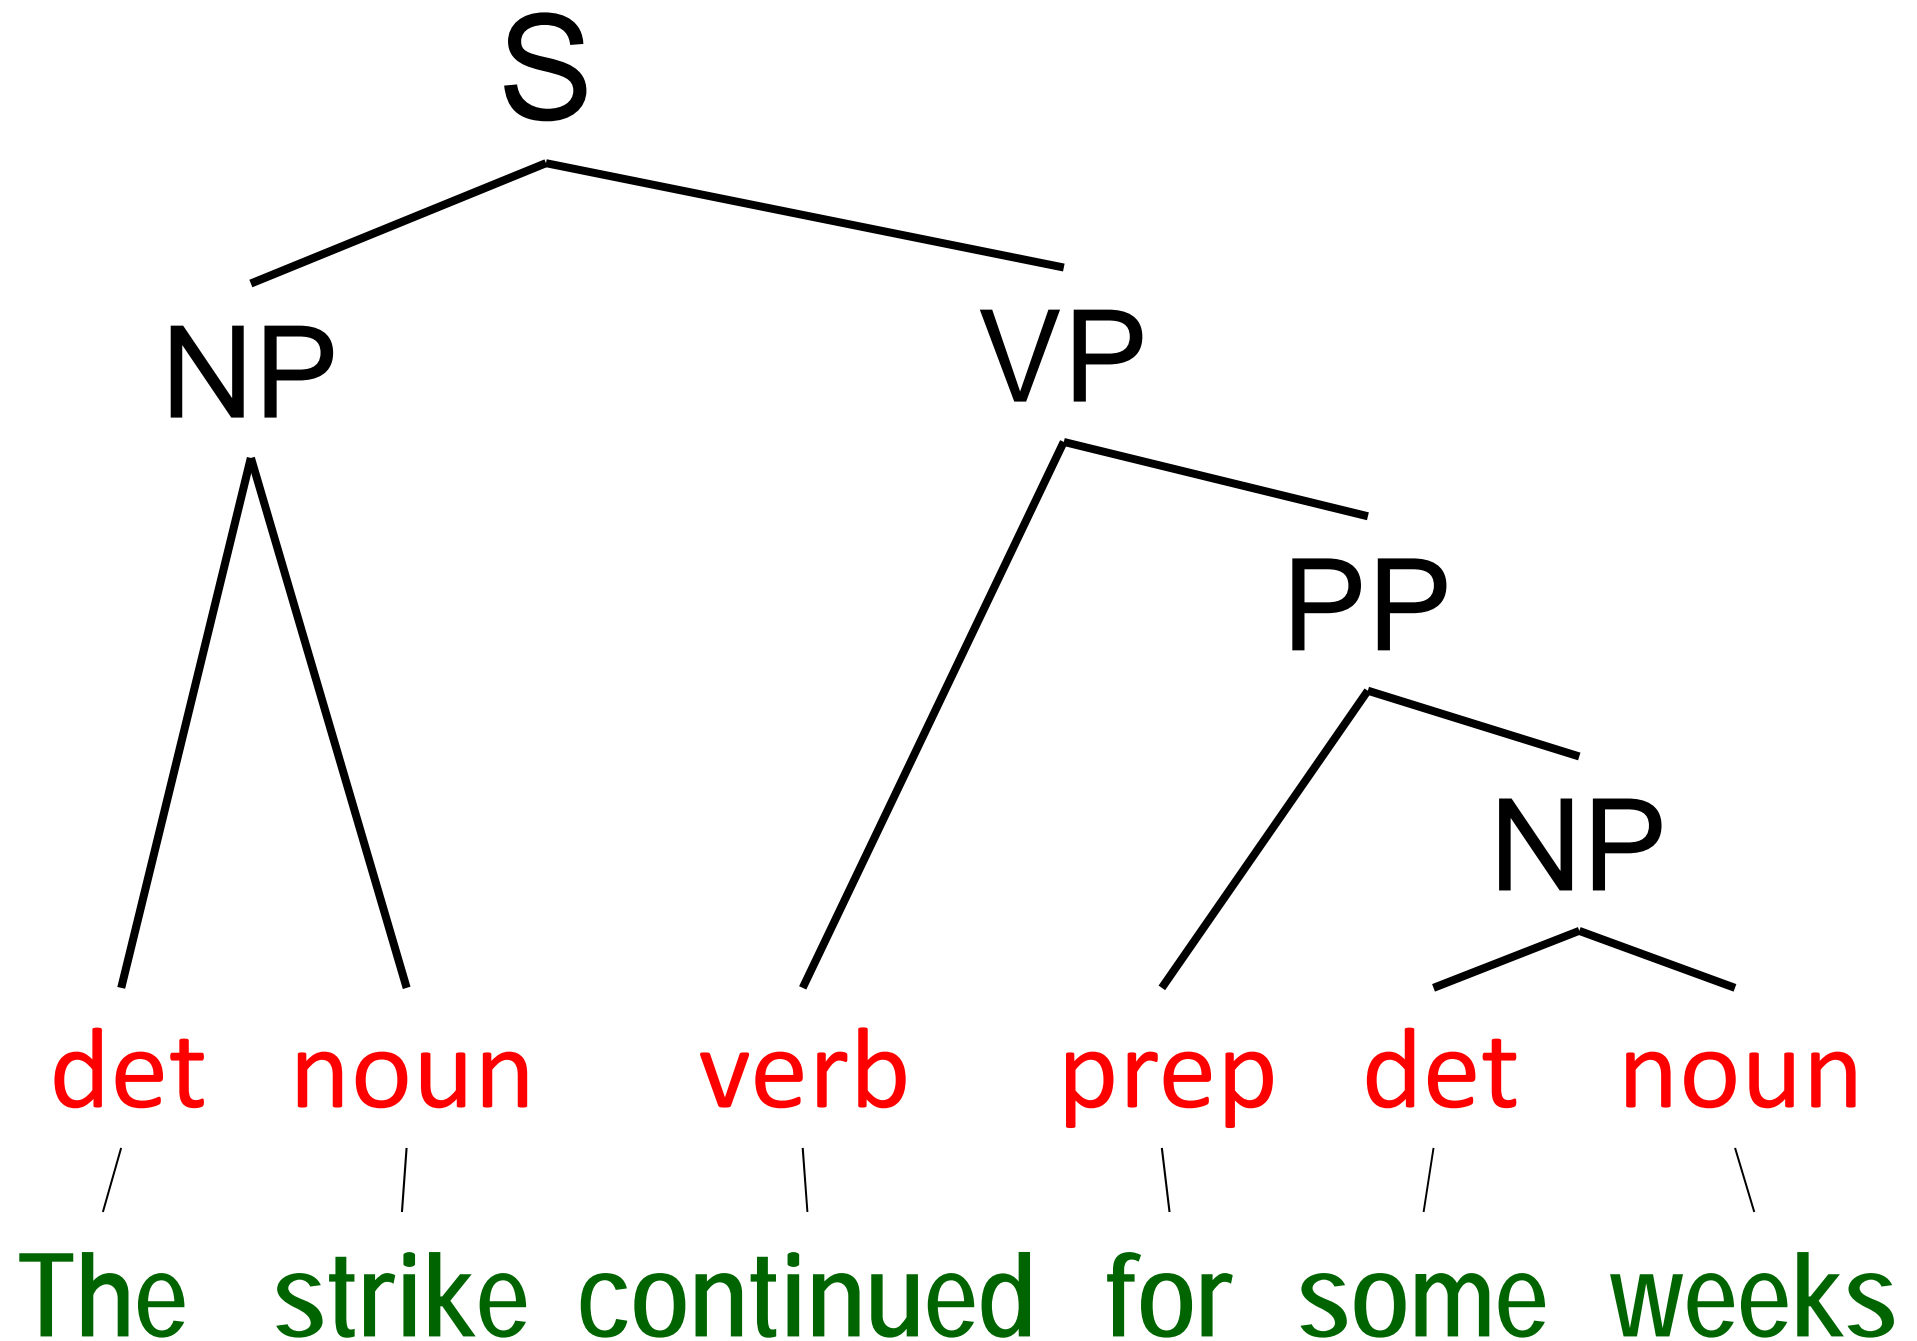 S
NP
VP
PP
NP
det noun verb prep det noun
The strike continued for some weeks